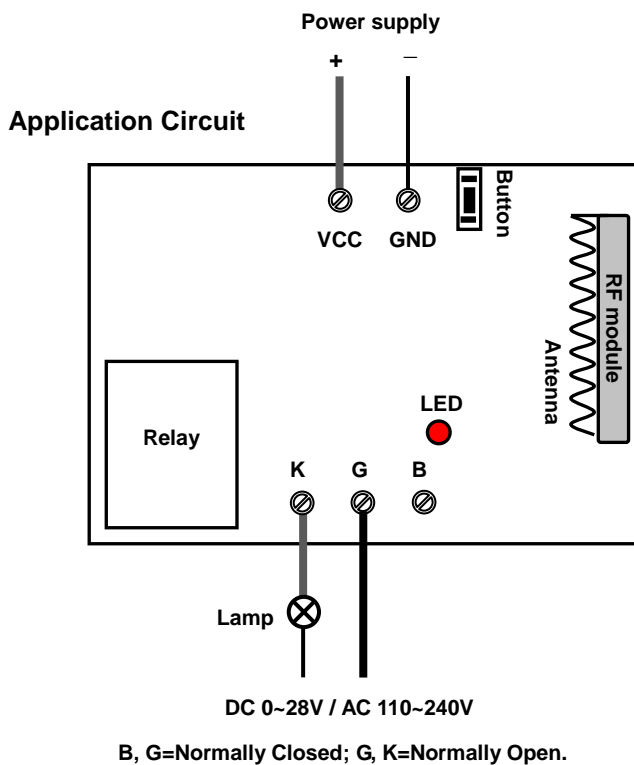 Power supply
+ −
Application Circuit
Button
VCC GND
RF module
Antenna
LED
Relay
K G B
Lamp
DC 0~28V / AC 110~240V
B, G=Normally Closed; G, K=Normally Open.